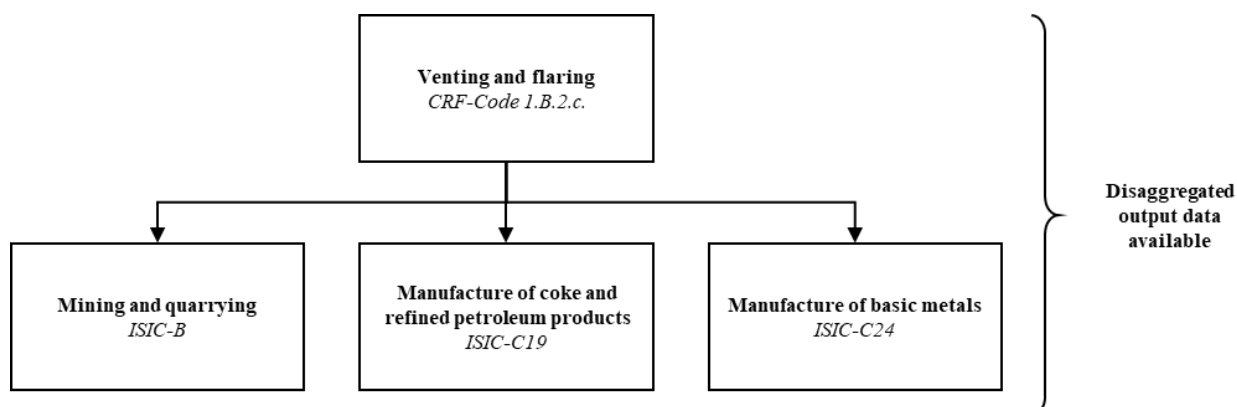 Venting and flaring
CRF-Code 1.B.2.c.
Disaggregated
output data
available
Mining and quarrying
ISIC-B
Manufacture of coke and
refined petroleum products
ISIC-C19
Manufacture of basic metals
ISIC-C24